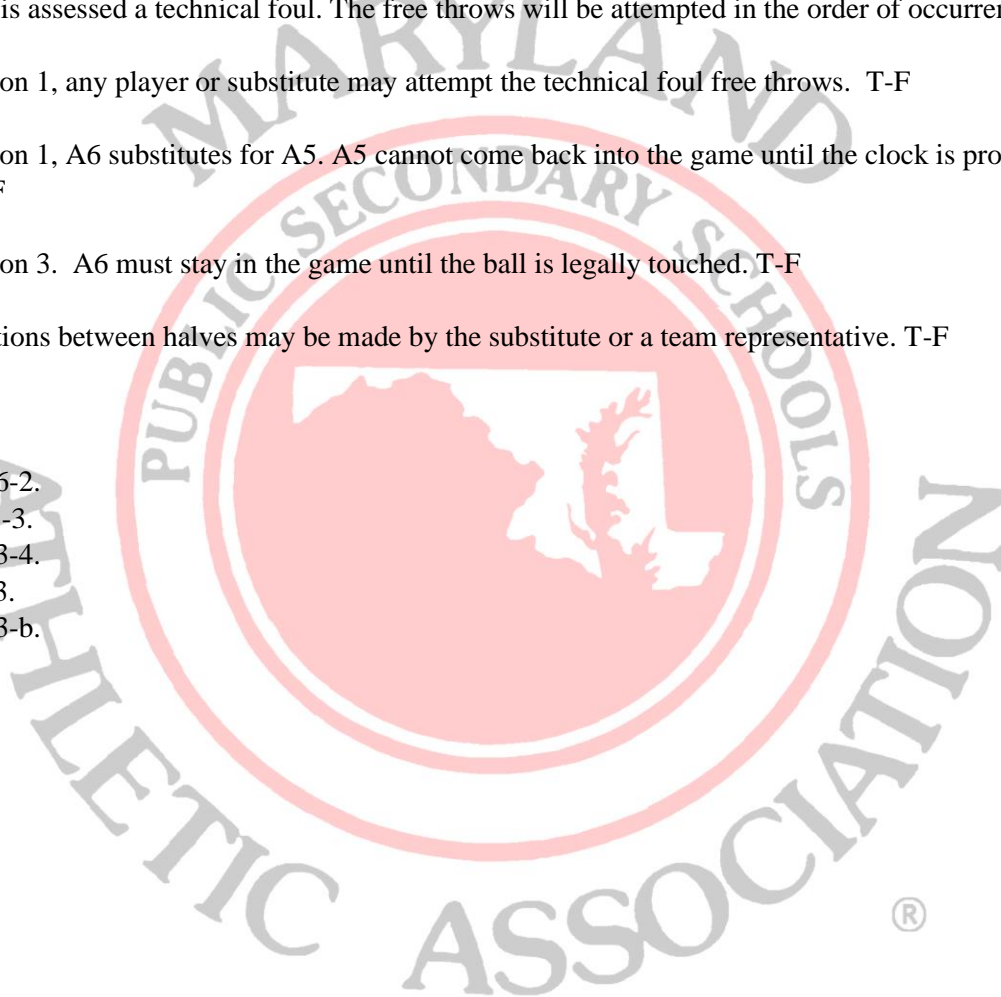 is assessed a technical foul. The free throws will be attempted in the order of occurren
on 1, any player or substitute may attempt the technical foul free throws. T-F
on 1, A6 substitutes for A5. A5 cannot come back into the game until the clock is pro
F
on 3. A6 must stay in the game until the ball is legally touched. T-F
tions between halves may be made by the substitute or a team representative. T-F
6-2.
-3.
3-4.
3.
3-b.
MARYLAND
PUBLIC SECONDARY SCHOOLS
ATHLETIC ASSOCIATION
®